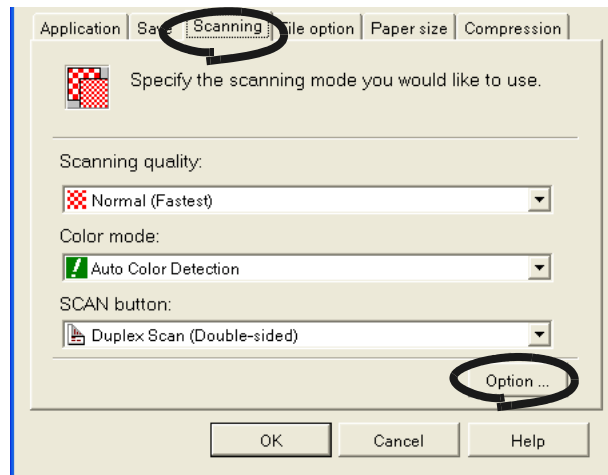 Application Save Scanning File option Paper size Compression
Specify the scanning mode you would like to use.
Scanning quality:
Normal (Fastest)
Color mode:
Auto Color Detection
SCAN button:
Duplex Scan (Double-sided)
Option ...
OK Cancel Help